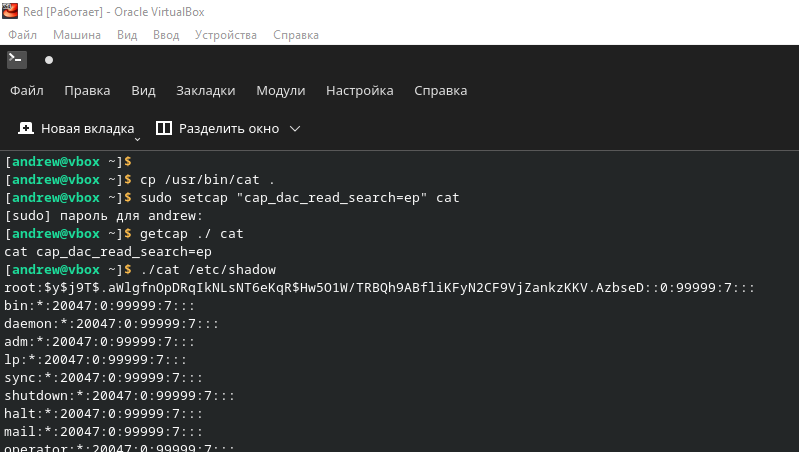 Red [Работает] - Oracle VirtualBox
Файл Машина Вид Ввод Устройства Справка
Файл Правка Вид Закладки Модули Настройка Справка
Новая вкладка Разделить окно
[andrew@vbox ~]$
[andrew@vbox ~]$ cp /usr/bin/cat .
[andrew@vbox ~]$ sudo setcap "cap_dac_read_search=ep" cat
[sudo] пароль для andrew:
[andrew@vbox ~]$ getcap ./ cat
cat cap_dac_read_search=ep
[andrew@vbox ~]$ ./cat /etc/shadow
root:$y$j9T$.aWlgfnOpDRqIkNLsNT6eKqR$Hw5O1W/TRBQh9ABfliKFyN2CF9VjZankzKKV.AzbseD::0:99999:7:::
bin:*:20047:0:99999:7:::
daemon:*:20047:0:99999:7:::
adm:*:20047:0:99999:7:::
lp:*:20047:0:99999:7:::
sync:*:20047:0:99999:7:::
shutdown:*:20047:0:99999:7:::
halt:*:20047:0:99999:7:::
mail:*:20047:0:99999:7:::
operator:*:20047:0:99999:7:::